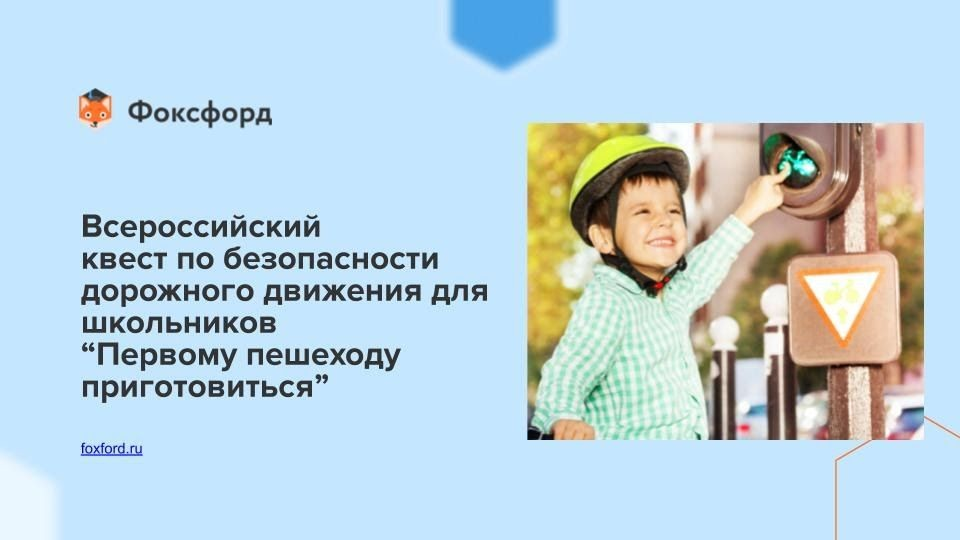 Фоксфорд
Всероссийский
квест по безопасности
дорожного движения для
школьников
“Первому пешеходу
приготовиться”
foxford.ru